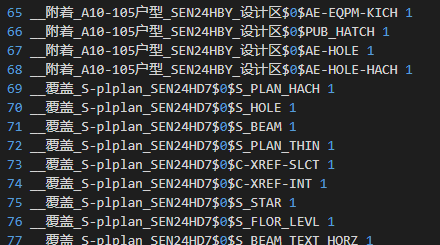 65 __附着_A10-105户型_SEN24HBY_设计区$0$AE-EQPM-KICH 1
66 __附着_A10-105户型_SEN24HBY_设计区$0$PUB_HATCH 1
67 __附着_A10-105户型_SEN24HBY_设计区$0$AE-HOLE 1
68 __附着_A10-105户型_SEN24HBY_设计区$0$AE-HOLE-HACH 1
69 __覆盖_S-plplan_SEN24HD7$0$S_PLAN_HACH 1
70 __覆盖_S-plplan_SEN24HD7$0$S_HOLE 1
71 __覆盖_S-plplan_SEN24HD7$0$S_BEAM 1
72 __覆盖_S-plplan_SEN24HD7$0$S_PLAN_THIN 1
73 __覆盖_S-plplan_SEN24HD7$0$C-XREF-SLCT 1
74 __覆盖_S-plplan_SEN24HD7$0$C-XREF-INT 1
75 __覆盖_S-plplan_SEN24HD7$0$S_STAR 1
76 __覆盖_S-plplan_SEN24HD7$0$S_FLOR_LEVL 1
77 __覆盖_S-plplan_SEN24HD7$0$S_BEAM_TEXT_HORZ 1